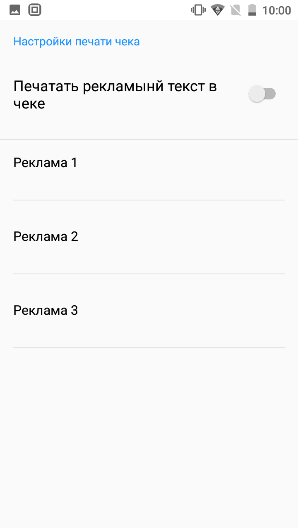 10:00
Настройки печати чека
Печатать рекламынй текст в
чеке
Реклама 1
Реклама 2
Реклама 3